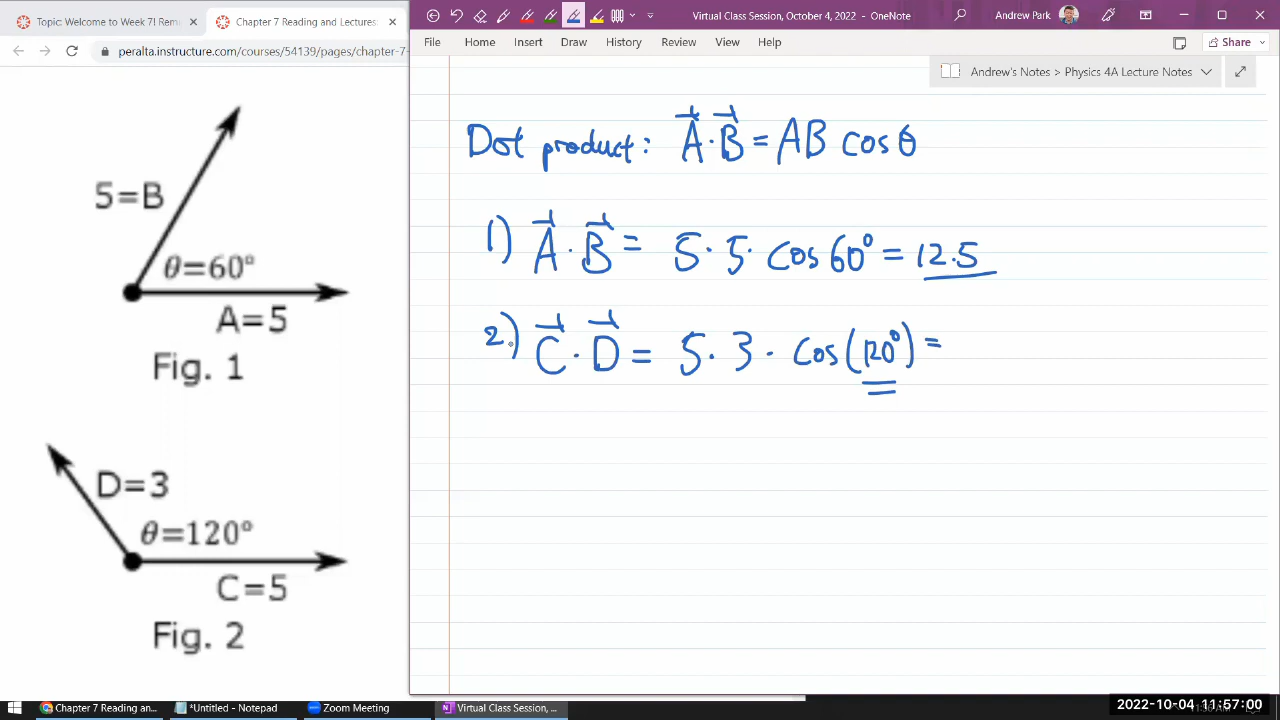 Topic: Welcome to Week 7! Remi
Chapter 7 Reading and Lectures:
peralta.instructure.com/courses/54139/pages/chapter-7-
Virtual Class Session, October 4, 2022 - OneNote
Andrew Park
File Home Insert Draw History Review View Help
Share
Andrew's Notes > Physics 4A Lecture Notes
5=B
θ=60°
A=5
Fig. 1
D=3
θ=120°
C=5
Fig. 2
Dot product: A⃗·B⃗ = AB cosθ
1) A⃗·B⃗ = 5·5·cos60° = 12.5
2.) C⃗·D⃗ = 5·3·cos(120°) =
Chapter 7 Reading an...
*Untitled - Notepad
Zoom Meeting
Virtual Class Session,...
2022-10-04 11:57:00